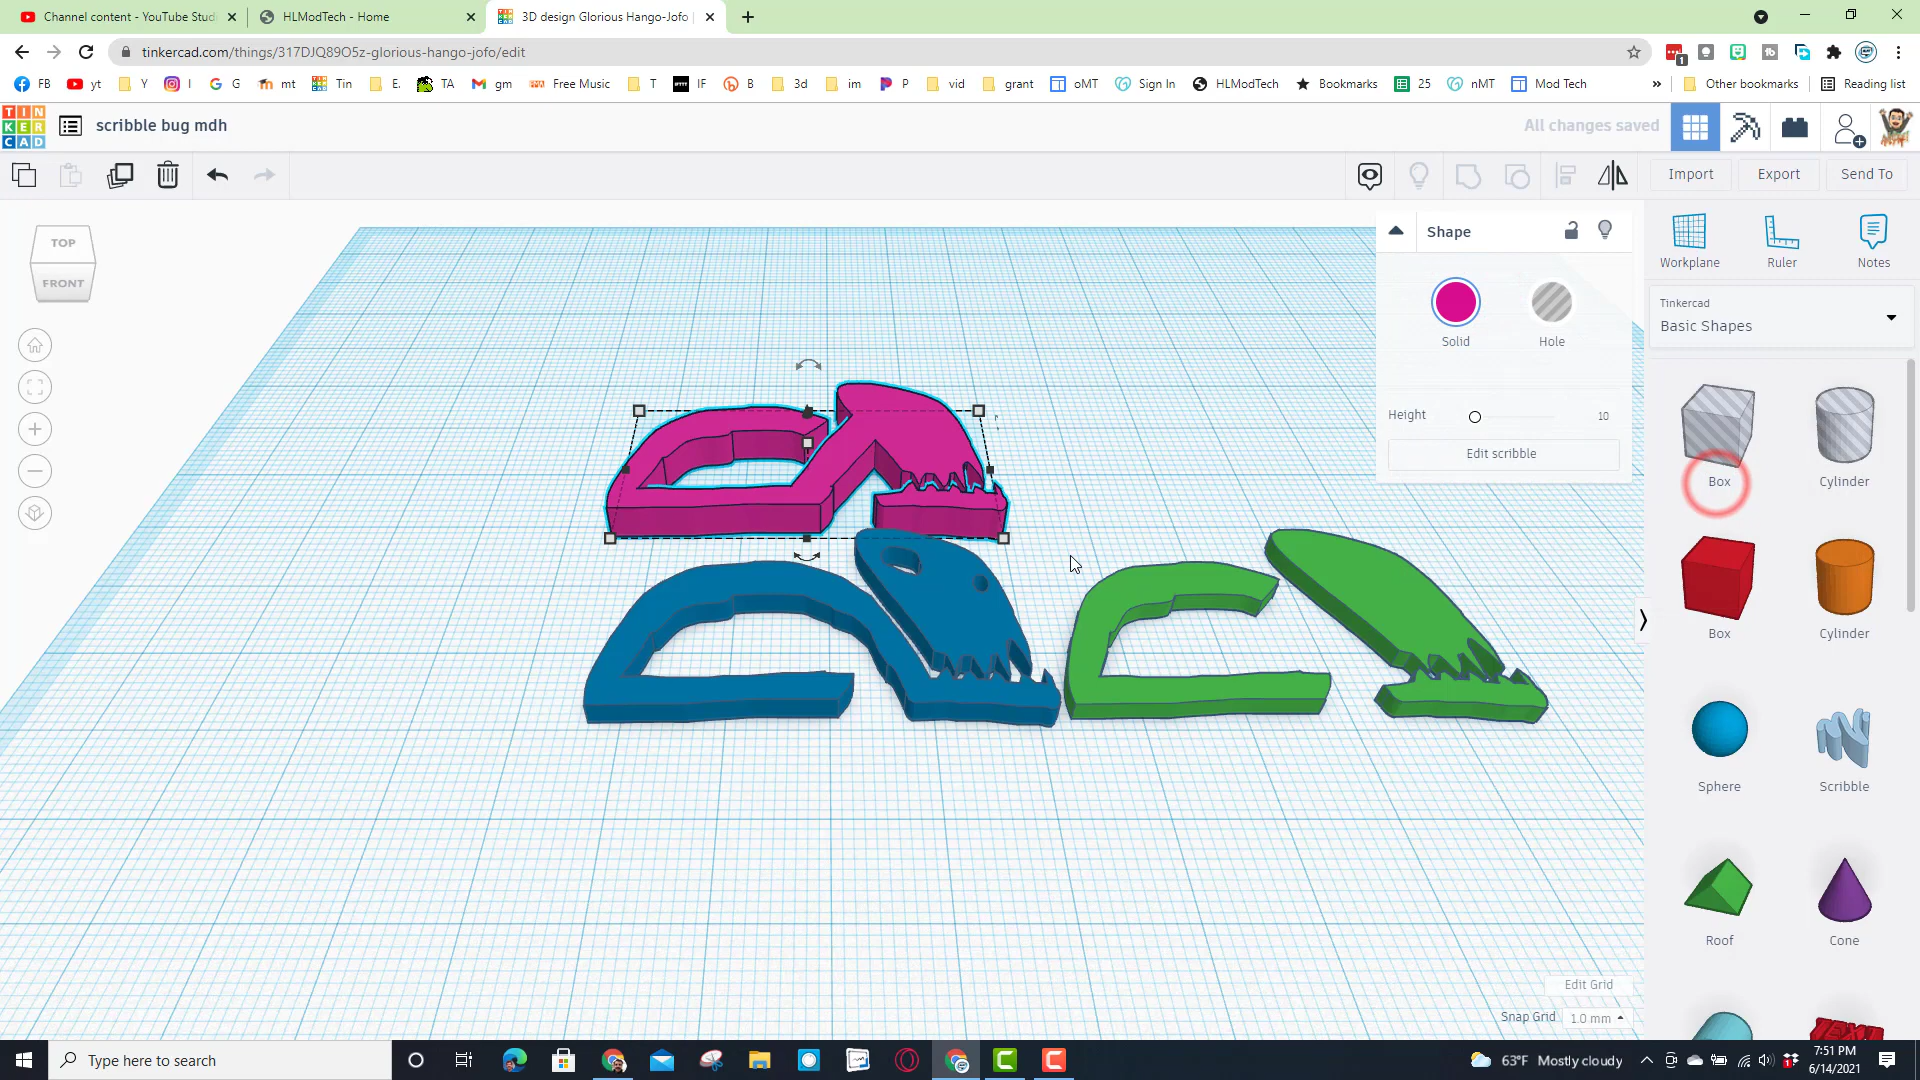 Channel content - YouTube Stud
HLModTech - Home
3D design Glorious Hango-Jofo
tinkercad.com/things/317DJQ89O5z-glorious-hango-jofo/edit
1
FB
yt
Y
I
G
mt
Tin
E.
TA
gm
Free Music
T
IF
B
3d
im
P
vid
grant
oMT
Sign In
HLModTech
Bookmarks
25
nMT
Mod Tech
»
Other bookmarks
Reading list
TIN
KER
CAD
scribble bug mdh
All changes saved
Import
Export
Send To
TOP
FRONT
Shape
Solid
Hole
Height
10
Edit scribble
Workplane
Ruler
Notes
Tinkercad
Basic Shapes
Box
Cylinder
Box
Cylinder
Sphere
Scribble
Roof
Cone
TEXT
Edit Grid
Snap Grid
1.0 mm
Type here to search
63°F Mostly cloudy
7:51 PM
6/14/2021